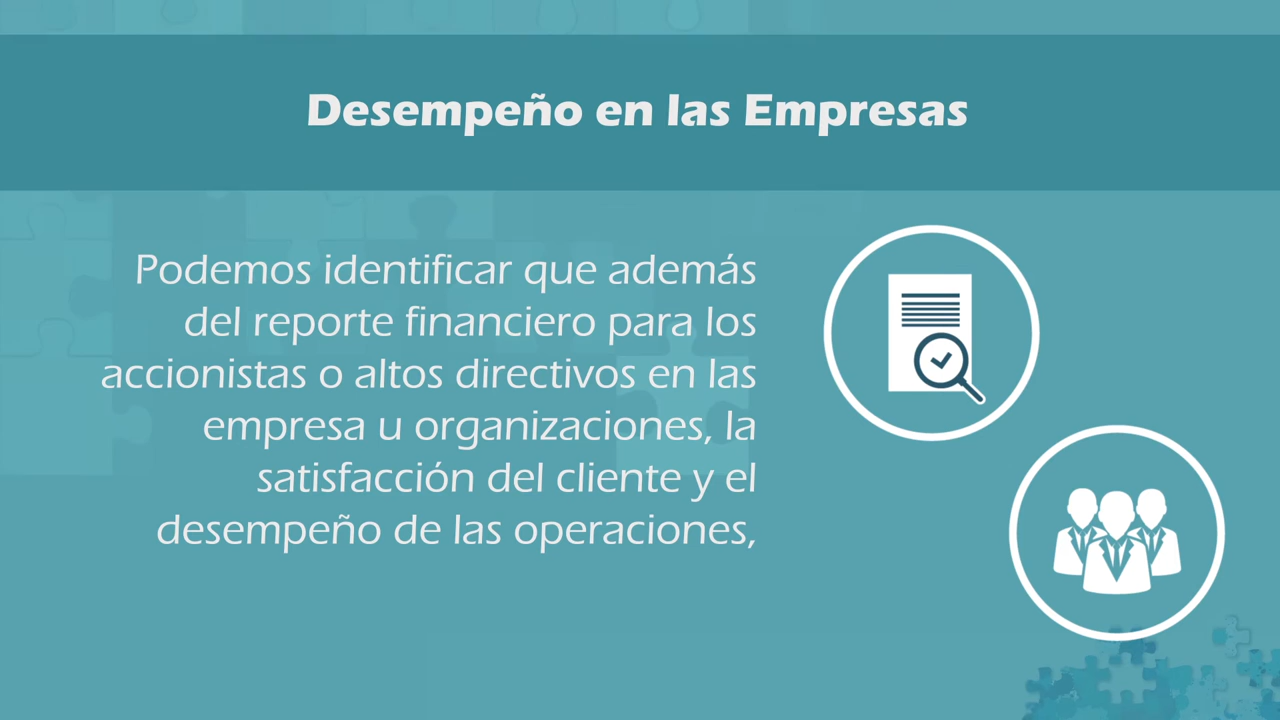 Desempeño en las Empresas
Podemos identificar que además
del reporte financiero para los
accionistas o altos directivos en las
empresa u organizaciones, la
satisfacción del cliente y el
desempeño de las operaciones,